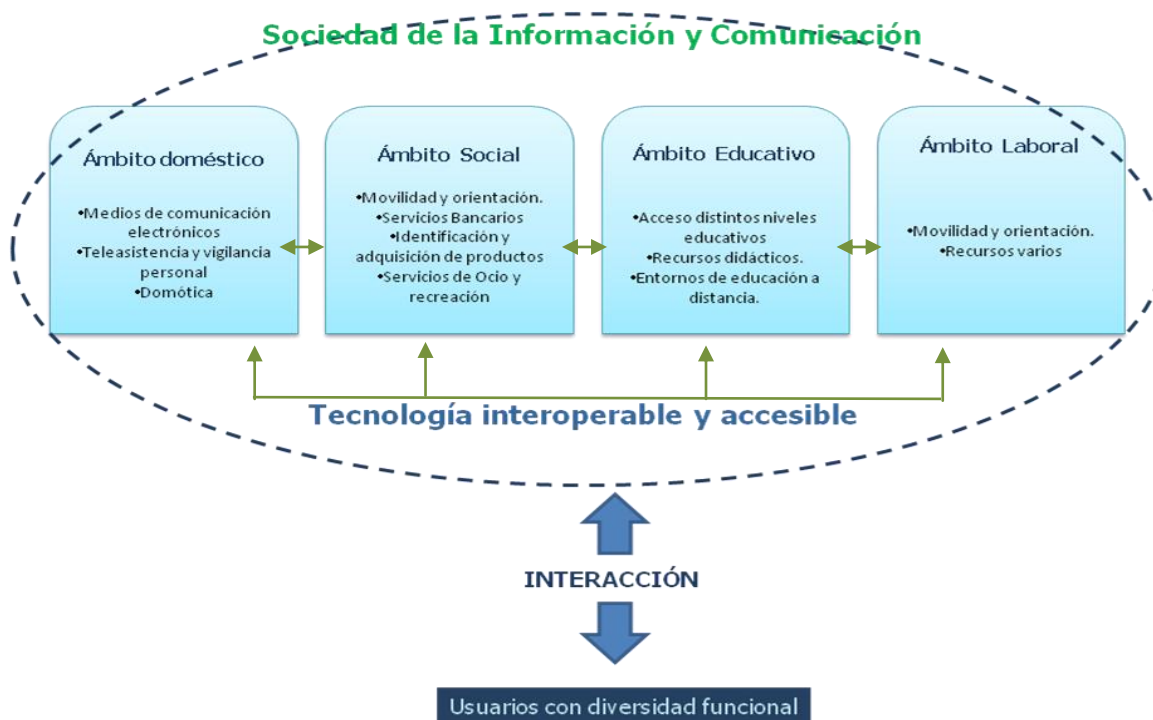 Sociedad de la Información y Comunicación
Ámbito doméstico
•Medios de comunicación
electrónicos
•Teleasistencia y vigilancia
personal
•Domótica
Ámbito Social
•Movilidad y orientación.
•Servicios Bancarios
•Identificación y
adquisición de productos
•Servicios de Ocio y
recreación
Ámbito Educativo
•Acceso distintos niveles
educativos
•Recursos didácticos.
•Entornos de educación a
distancia.
Ámbito Laboral
•Movilidad y orientación.
•Recursos varios
Tecnología interoperable y accesible
INTERACCIÓN
Usuarios con diversidad funcional